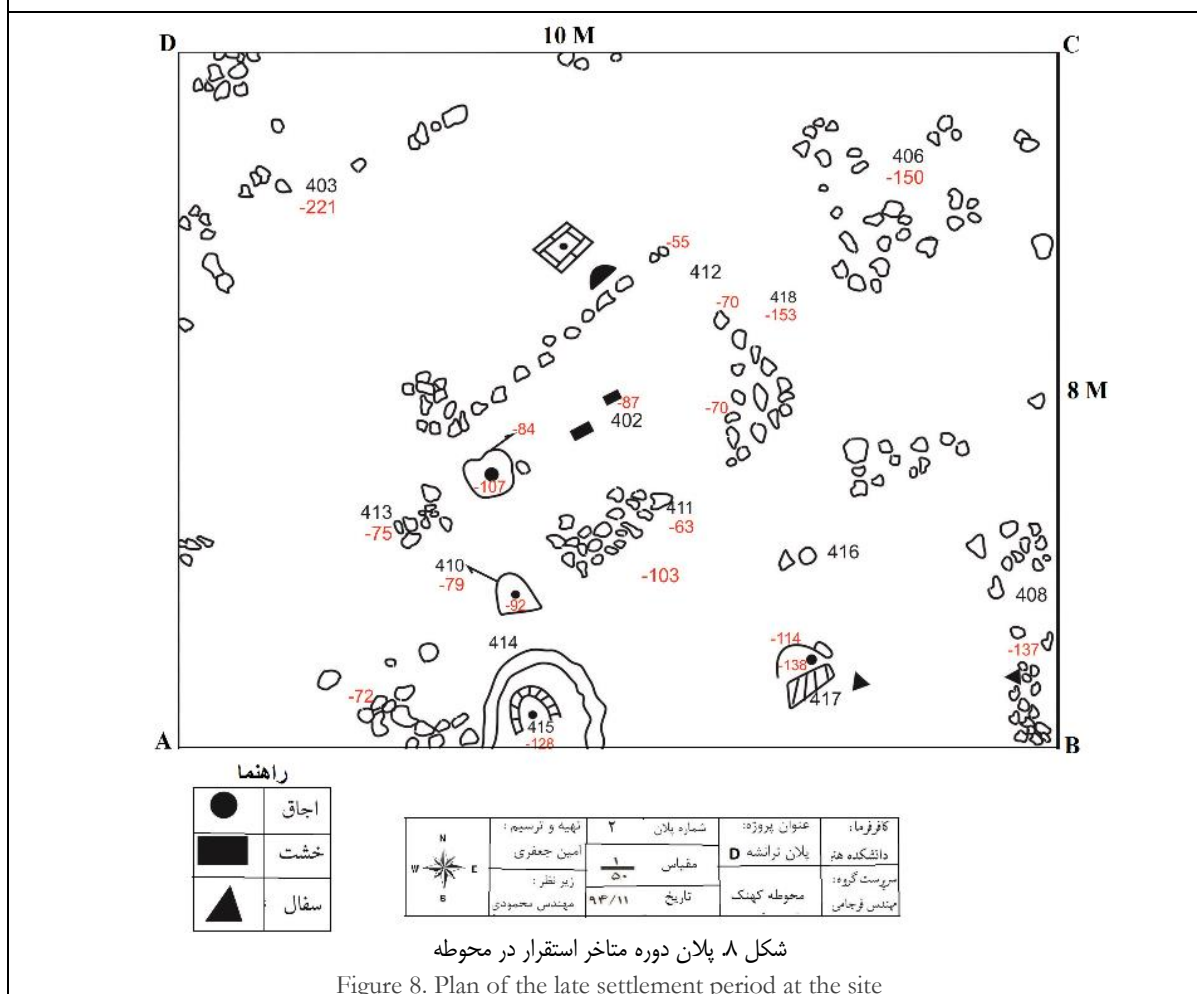 D 10 M C
406
-150
403
-221
-55
412
418
-70 -153
8 M
-87
-70
402
-84
-107
413
-75
411
-63
410
-79
-103
416
-92
408
414
-114
-137
-138
-72
417
415
-128
A B
راهنما
اجاق
خشت
سفال
N
W E
تهیه و ترسیم :
امین جعفری
زیر نظر :
مهندس محمودی
شماره پلان ۲
مقیاس ۱/۵۰
تاریخ ۹۴/۱۱
عنوان پروژه:
پلان ترانشه D
محوطه کهنک
کافرفرما:
دانشکده هنر
سرپرست گروه:
مهندس فرجامی
شکل ۸. پلان دوره متاخر استقرار در محوطه
Figure 8. Plan of the late settlement period at the site